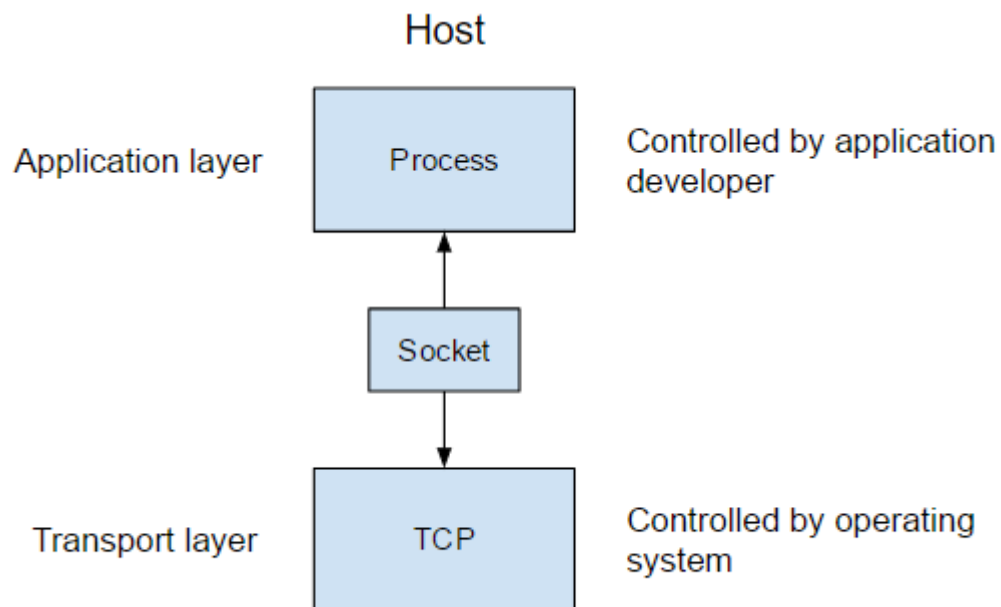 Host
Application layer
Process
Controlled by application
developer
Socket
Transport layer
TCP
Controlled by operating
system